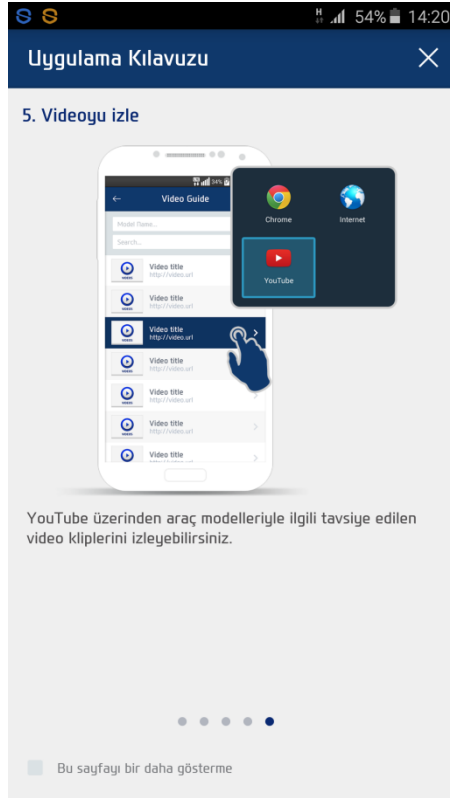 54% 14:20
Uygulama Kılavuzu
5. Videoyu izle
34%
Video Guide
Model Name...
Search...
Chrome
Internet
YouTube
Video title
http://video.url
Video title
http://video.url
Video title
http://video.url
Video title
http://video.url
Video title
http://video.url
Video title
http://video.url
Video title
YouTube üzerinden araç modelleriyle ilgili tavsiye edilen
video kliplerini izleyebilirsiniz.
Bu sayfayı bir daha gösterme